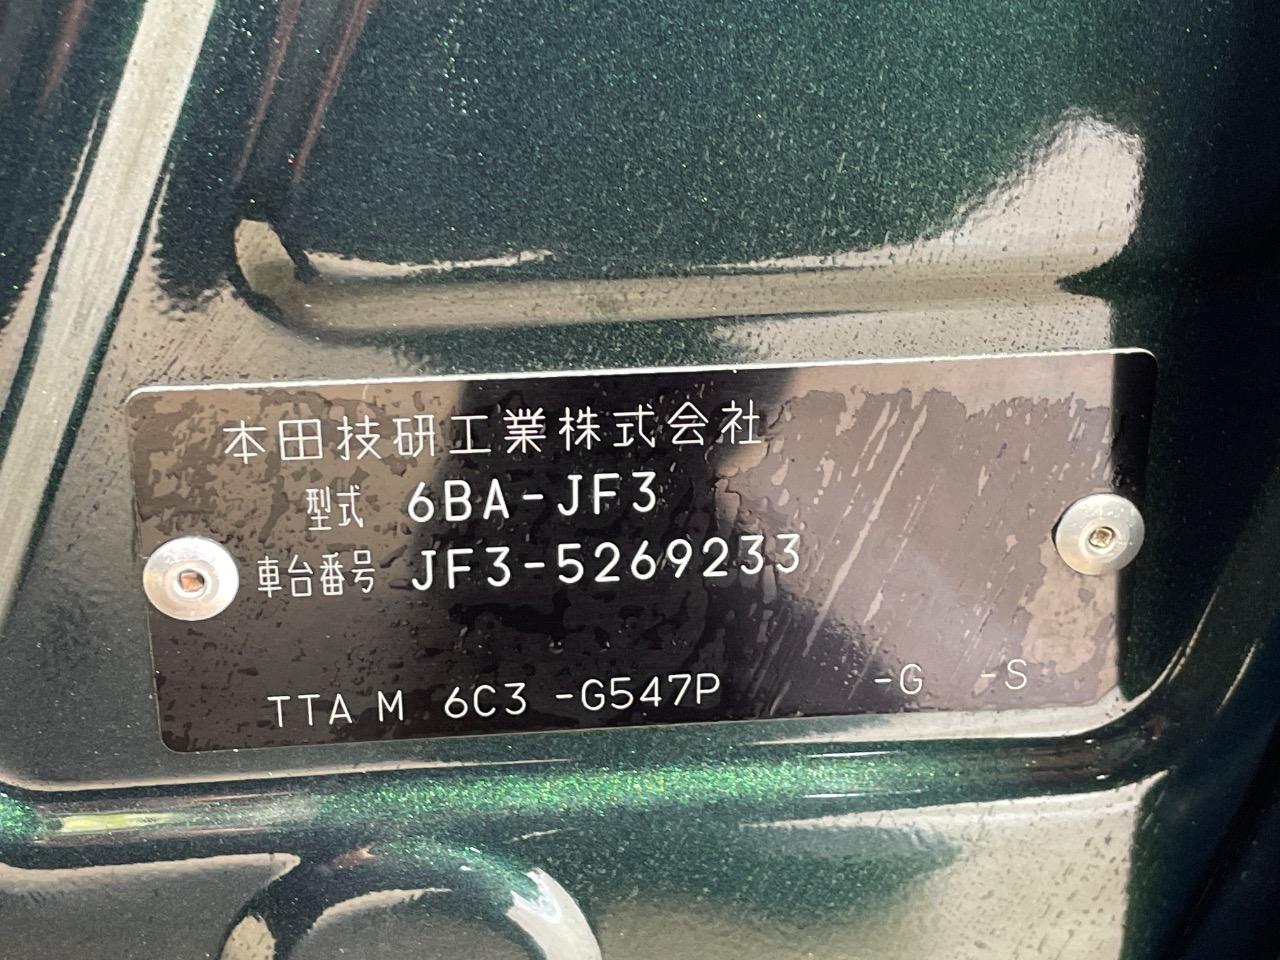 本田技研工業株式会社
型式 6BA-JF3
車台番号 JF3-5269233
TTA M 6C3 -G547P -G -S